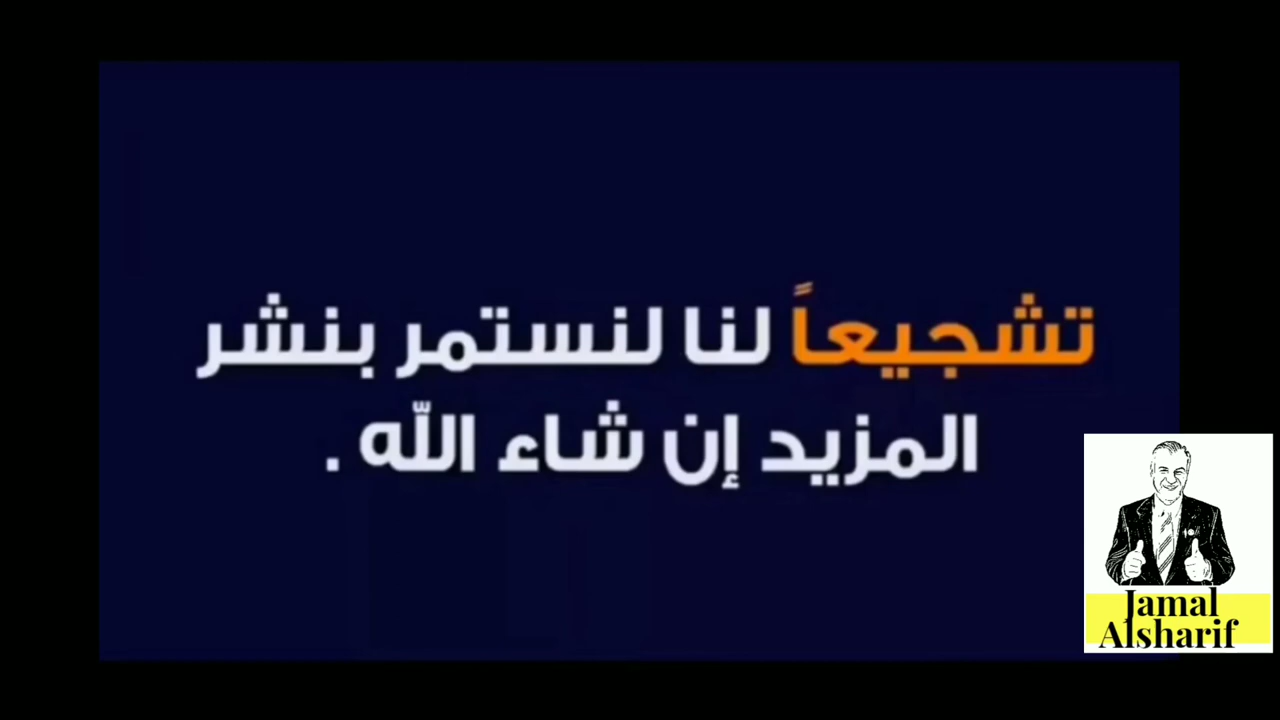 تشجيعاً لنا لنستمر بنشر
المزيد إن شاء الله .
Jamal
Alsharif